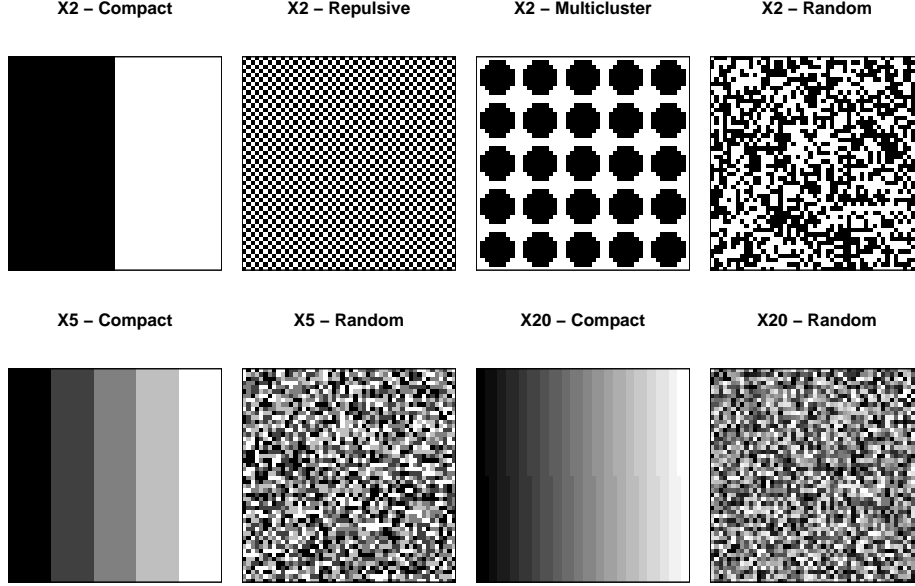 X2 – Compact
X2 – Repulsive
X2 – Multicluster
X2 – Random
X5 – Compact
X5 – Random
X20 – Compact
X20 – Random